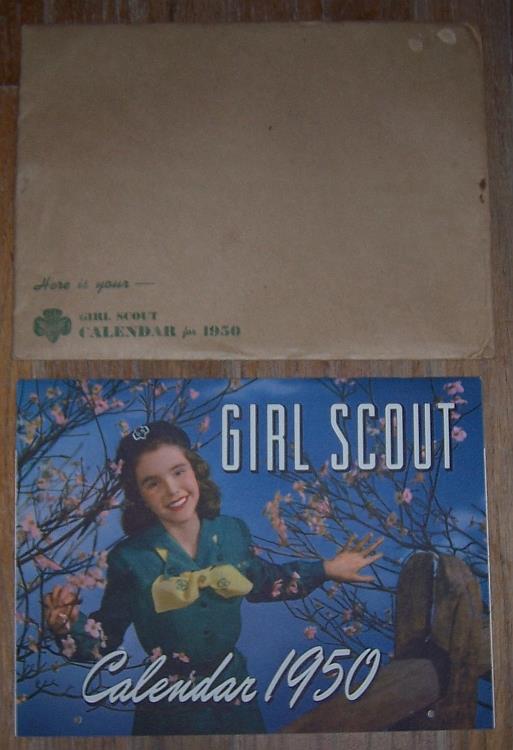 Here is your —
GIRL SCOUT
CALENDAR for 1950
GIRL SCOUT
Calendar 1950